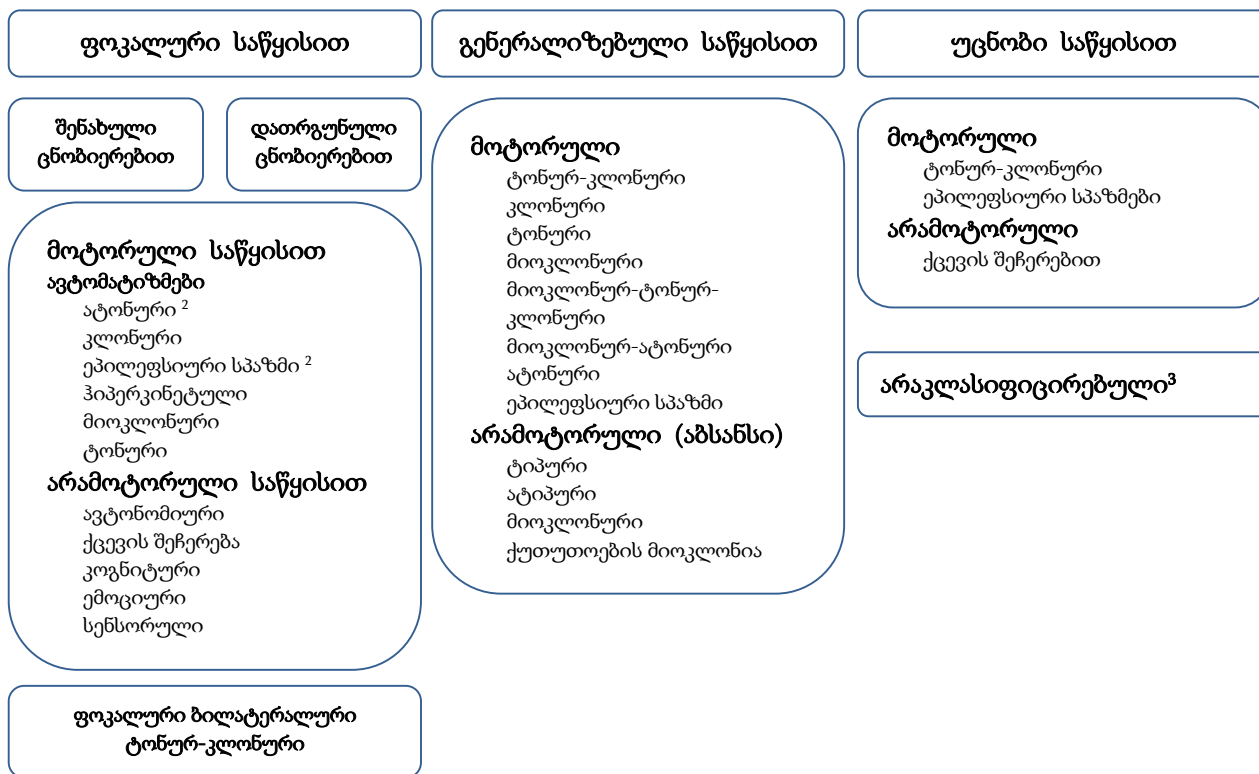 ფოკალური საწყისით
გენერალიზებული საწყისით
უცნობი საწყისით
შენახული
ცნობიერებით
დათრგუნული
ცნობიერებით
მოტორული საწყისით
ავტომატიზმები
ატონური ²
კლონური
ეპილეფსიური სპაზმი ²
ჰიპერკინეტული
მიოკლონური
ტონური
არამოტორული საწყისით
ავტონომიური
ქცევის შეჩერება
კოგნიტური
ემოციური
სენსორული
ფოკალური ბილატერალური
ტონურ-კლონური
მოტორული
ტონურ-კლონური
კლონური
ტონური
მიოკლონური
მიოკლონურ-ტონურ-
კლონური
მიოკლონურ-ატონური
ატონური
ეპილეფსიური სპაზმი
არამოტორული (აბსანსი)
ტიპური
ატიპური
მიოკლონური
ქუთუთოების მიოკლონია
მოტორული
ტონურ-კლონური
ეპილეფსიური სპაზმები
არამოტორული
ქცევის შეჩერებით
არაკლასიფიცირებული³